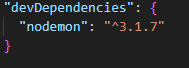 "devDependencies": {
"nodemon": "^3.1.7"
}